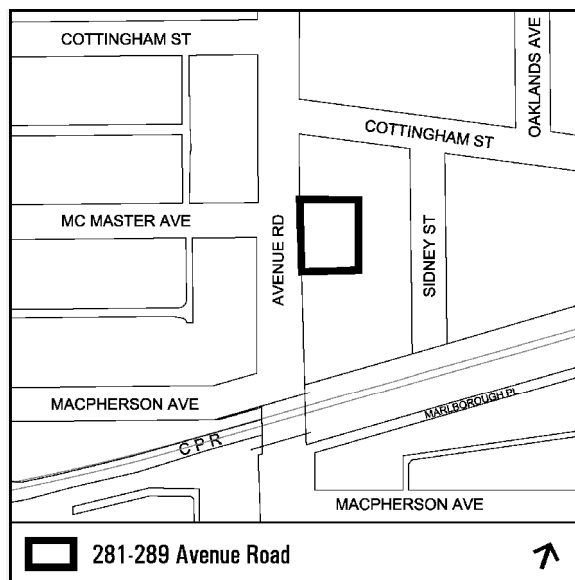 COTTINGHAM ST
OAKLANDS AVE
COTTINGHAM ST
MC MASTER AVE
AVENUE RD
SIDNEY ST
MACPHERSON AVE
MARLBOROUGH PL
CPR
MACPHERSON AVE
281-289 Avenue Road